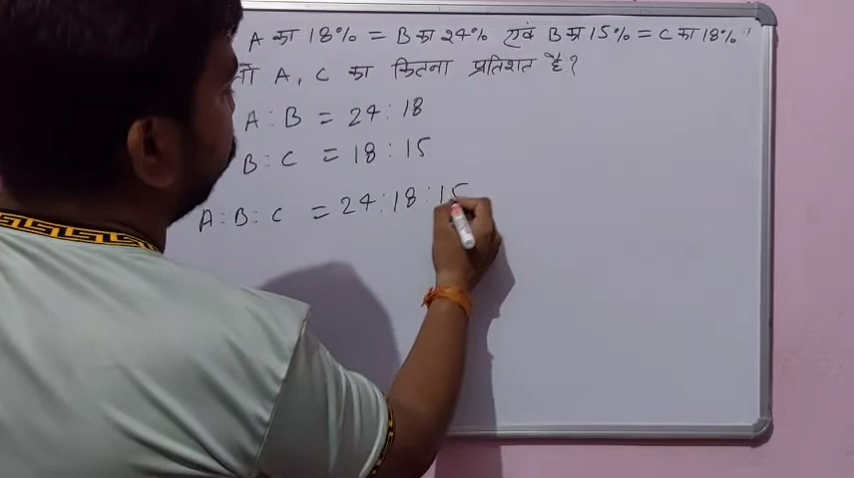 A का 18% = B का 24% एवं B का 15% = C का 18%"
तो A, C का कितना प्रतिशत है?
A : B = 24 : 18
B : C = 18 : 15
A : B : C = 24 : 18 : 15